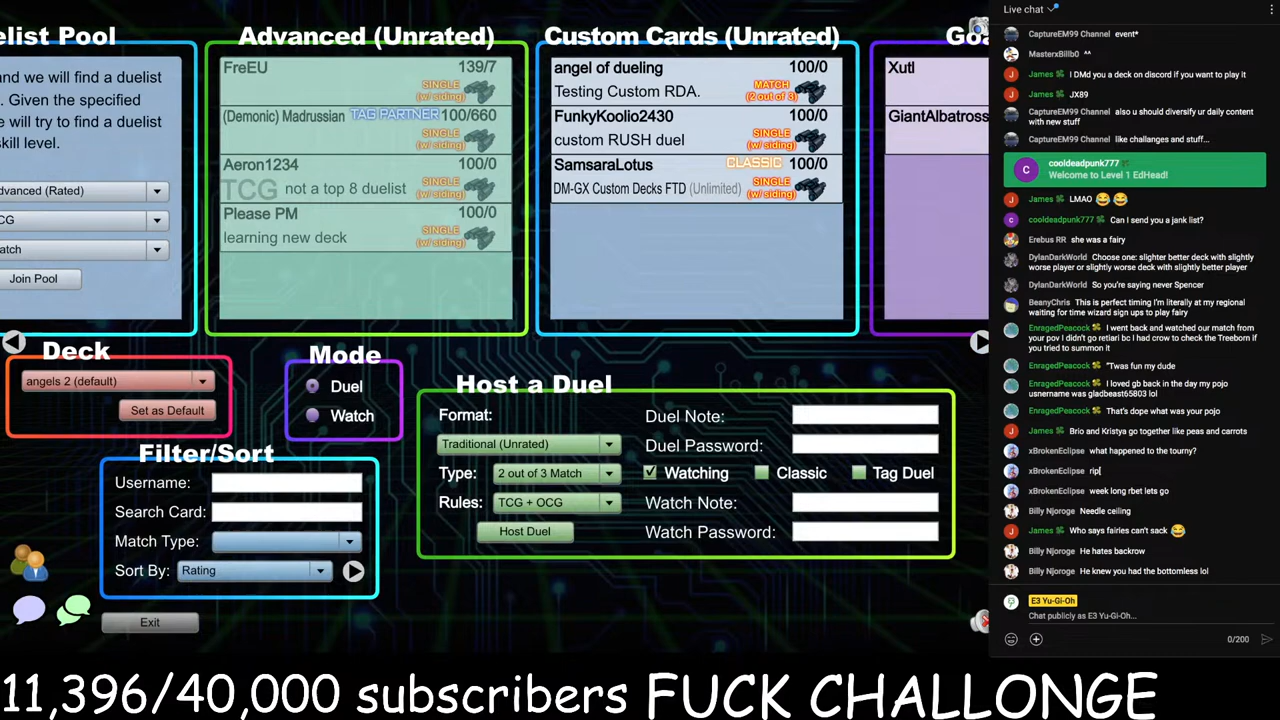 elist Pool
and we will find a duelist
ch as close to your
 Given the specified
e will try to find a duelist
skill level.
dvanced (Rated)
CG
atch
Join Pool
Advanced (Unrated)
FreEU 139/7
SINGLE
(w/ siding)
(Demonic) Madrussian TAG PARTNER 100/660
SINGLE
(w/ siding)
Aeron1234 100/0
TCG not a top 8 duelist
SINGLE
(w/ siding)
Please PM 100/0
learning new deck
SINGLE
(w/ siding)
Custom Cards (Unrated)
angel of dueling 100/0
Testing Custom RDA.
MATCH
(2 out of 3)
FunkyKoolio2430 100/0
custom RUSH duel
SINGLE
(w/ siding)
SamsaraLotus CLASSIC 100/0
DM-GX Custom Decks FTD (Unlimited)
SINGLE
(w/ siding)
Goa
Xutl
GiantAlbatross
Deck
angels 2 (default)
Set as Default
Mode
Duel
Watch
Filter/Sort
Username:
Search Card:
Match Type:
Sort By: Rating
Exit
Host a Duel
Format:
Traditional (Unrated)
Type: 2 out of 3 Match
Rules: TCG + OCG
Host Duel
Duel Note:
Duel Password:
Watching Classic Tag Duel
Watch Note:
Watch Password:
Live chat
CaptureEM99 Channel event*
MasterxBillb0 ^^
James I DMd you a deck on discord if you want to play it
James JX89
CaptureEM99 Channel also u should diversify ur daily content
with new stuff
CaptureEM99 Channel like challenges and stuff...
C
cooldeadpunk777
Welcome to Level 1 EdHead!
James LMAO 😂 😂
cooldeadpunk777 Can I send you a jank list?
Erebus RR she was a fairy
DylanDarkWorld Choose one: slighter better deck with slightly
worse player or slightly worse deck with slightly better player
DylanDarkWorld So you're saying never Spencer
BeanyChris This is perfect timing I'm literally at my regional
waiting for time wizard sign ups to play fairy
EnragedPeacock I went back and watched our match from
your pov I didn't go retiari bc I had crow to check the Treeborn if
you tried to summon it
EnragedPeacock "Twas fun my dude
EnragedPeacock I loved gb back in the day my pojo
usnername was gladbeast65803 lol
EnragedPeacock That's dope what was your pojo
James Brio and Kristya go together like peas and carrots
xBrokenEclipse what happened to the tourny?
xBrokenEclipse rip[
xBrokenEclipse week long rbet lets go
Billy Njoroge Needle ceiling
James Who says fairies can't sack 😂
Billy Njoroge He hates backrow
Billy Njoroge He knew you had the bottomless lol
E3 Yu-Gi-Oh
Chat publicly as E3 Yu-Gi-Oh...
0/200
11,396/40,000 subscribers FUCK CHALLONGE